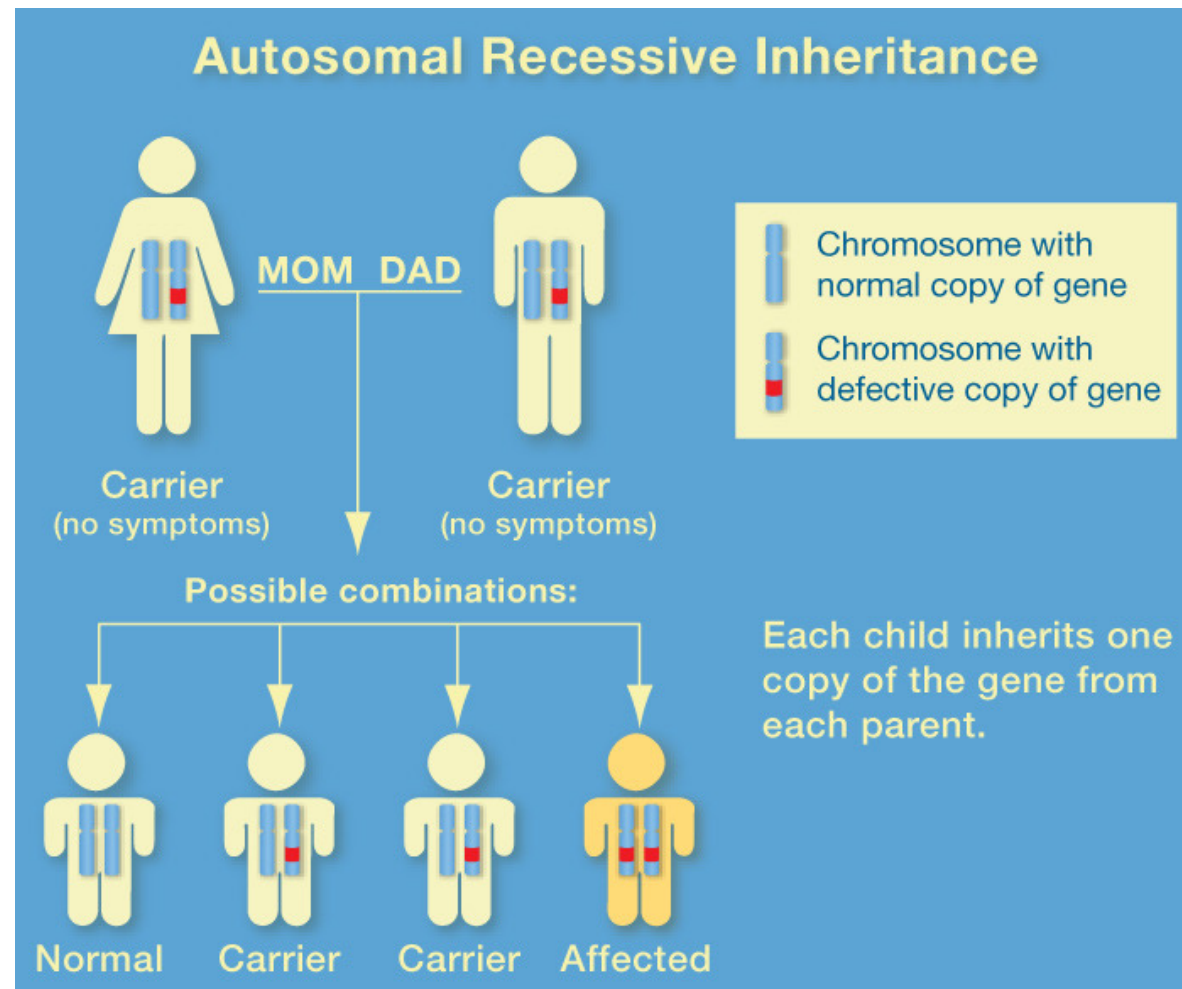 Autosomal Recessive Inheritance
MOM DAD
Chromosome with
normal copy of gene
Chromosome with
defective copy of gene
Carrier
(no symptoms)
Carrier
(no symptoms)
Possible combinations:
Each child inherits one
copy of the gene from
each parent.
Normal
Carrier
Carrier
Affected